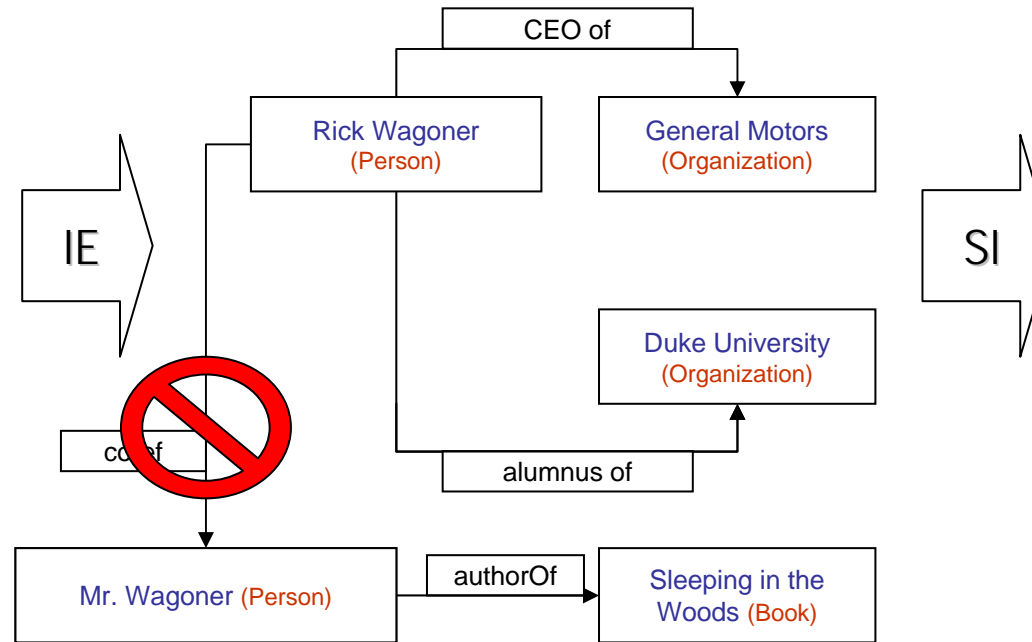 CEO of
Rick Wagoner
(Person)
General Motors
(Organization)
IE
SI
Duke University
(Organization)
alumnus of
Mr. Wagoner (Person)
authorOf
Sleeping in the
Woods (Book)